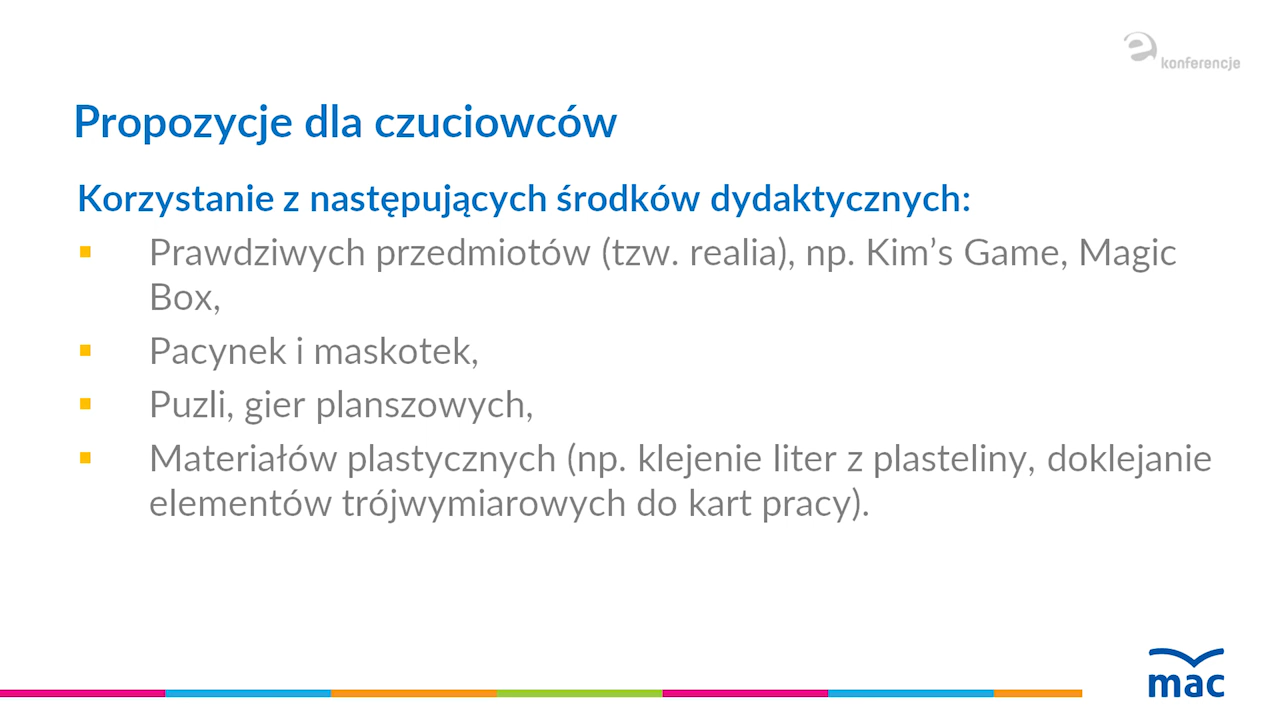 e konferencje
Propozycje dla czuciowców
Korzystanie z następujących środków dydaktycznych:
▪ Prawdziwych przedmiotów (tzw. realia), np. Kim’s Game, Magic
Box,
▪ Pacynek i maskotek,
▪ Puzli, gier planszowych,
▪ Materiałów plastycznych (np. klejenie liter z plasteliny, doklejanie
elementów trójwymiarowych do kart pracy).
mac